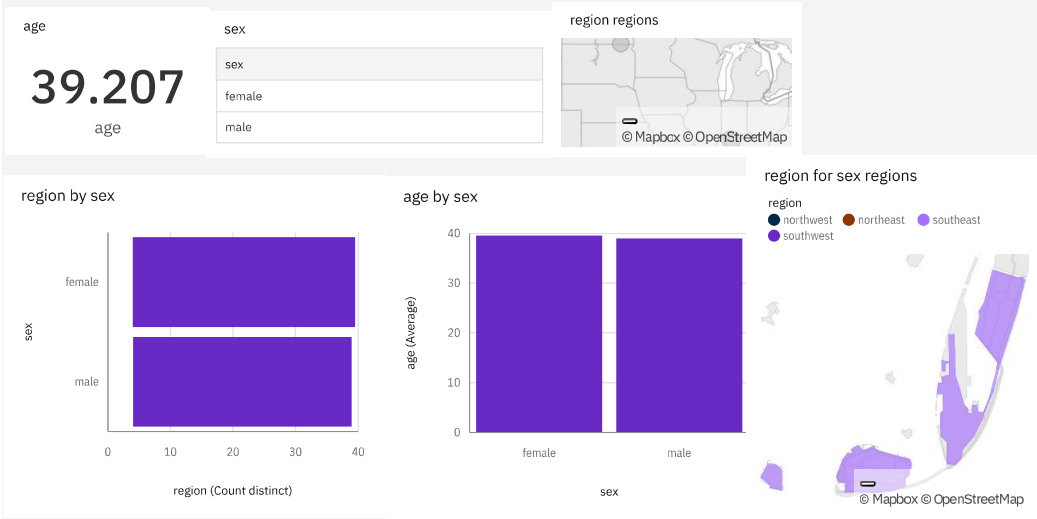 age
39.207
age
sex
sex
female
male
region regions
© Mapbox © OpenStreetMap
region by sex
sex
female
male
0 10 20 30 40
region (Count distinct)
age by sex
age (Average)
40
30
20
10
0
female male
sex
region for sex regions
region
northwest northeast southeast
southwest
© Mapbox © OpenStreetMap